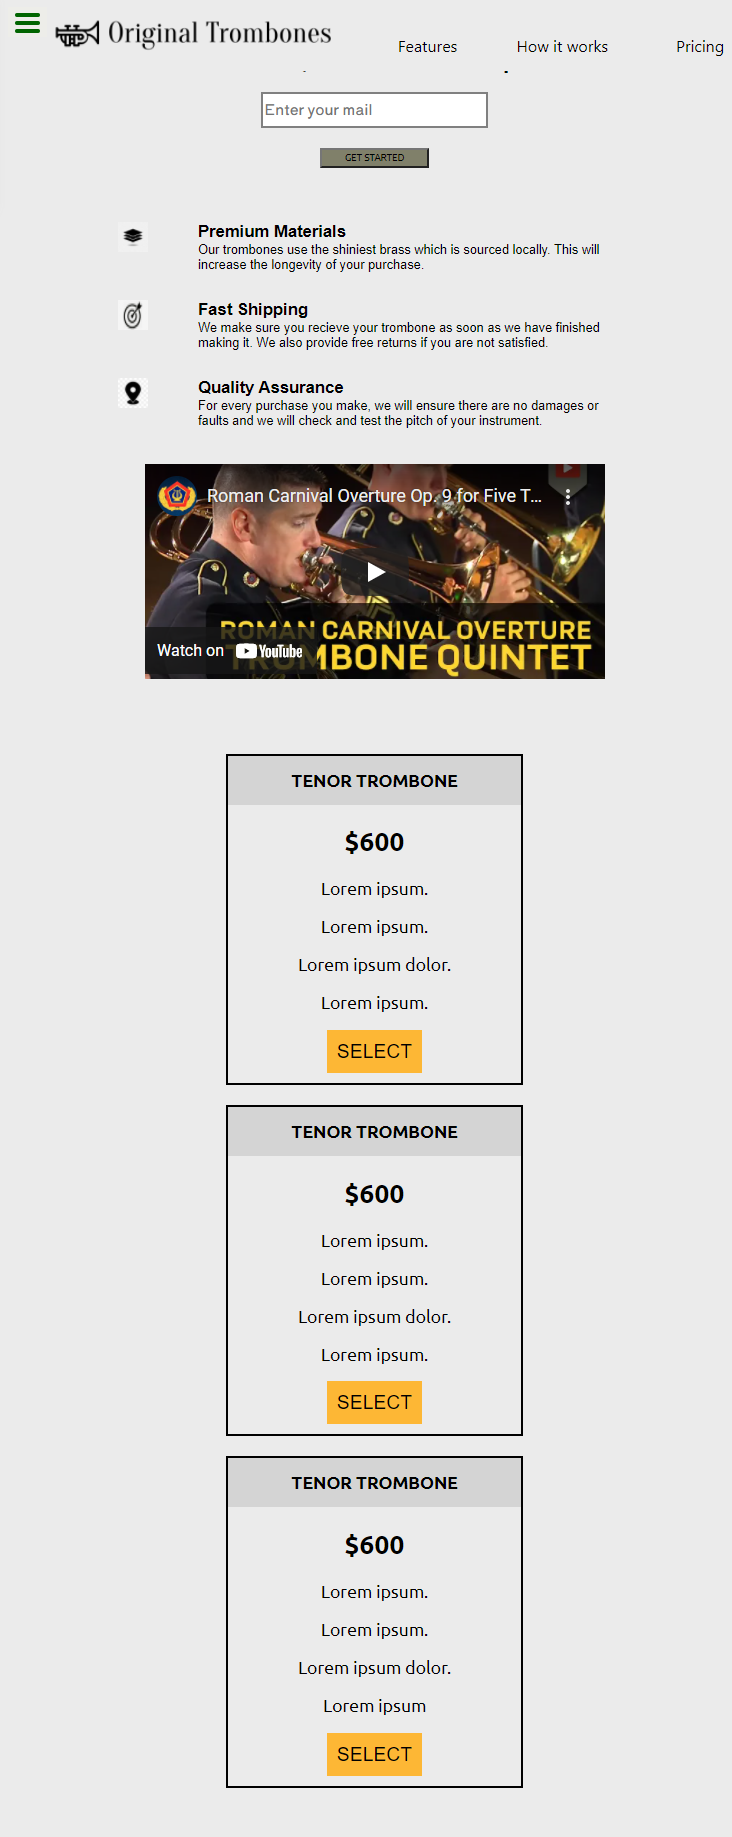 Original Trombones
Features
How it works
Pricing
Enter your mail
GET STARTED
Premium Materials
Our trombones use the shiniest brass which is sourced locally. This will
increase the longevity of your purchase.
Fast Shipping
We make sure you recieve your trombone as soon as we have finished
making it. We also provide free returns if you are not satisfied.
Quality Assurance
For every purchase you make, we will ensure there are no damages or
faults and we will check and test the pitch of your instrument.
Roman Carnival Overture Op. 9 for Five T...
ROMAN CARNIVAL OVERTURE
TROMBONE QUINTET
Watch on YouTube
TENOR TROMBONE
$600
Lorem ipsum.
Lorem ipsum.
Lorem ipsum dolor.
Lorem ipsum.
SELECT
TENOR TROMBONE
$600
Lorem ipsum.
Lorem ipsum.
Lorem ipsum dolor.
Lorem ipsum.
SELECT
TENOR TROMBONE
$600
Lorem ipsum.
Lorem ipsum.
Lorem ipsum dolor.
Lorem ipsum
SELECT